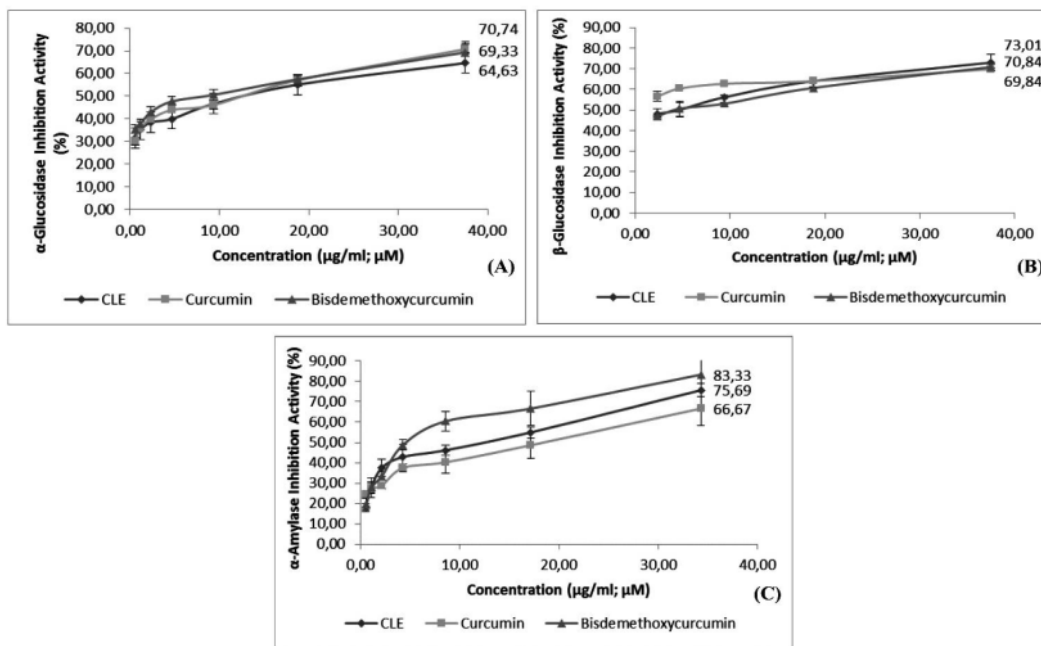 80,00
70,00
60,00
50,00
40,00
30,00
20,00
10,00
0,00
α-Glucosidase Inhibition Activity
(%)
70,74
69,33
64,63
0,00 10,00 20,00 30,00 40,00
Concentration (µg/ml; µM)
(A)
CLE Curcumin Bisdemethoxycurcumin
90,00
80,00
70,00
60,00
50,00
40,00
30,00
20,00
10,00
0,00
β-Glucosidase Inhibition Activity (%)
73,01
70,84
69,84
0,00 10,00 20,00 30,00 40,00
Concentration (µg/ml; µM)
(B)
CLE Curcumin Bisdemethoxycurcumin
90,00
80,00
70,00
60,00
50,00
40,00
30,00
20,00
10,00
0,00
α-Amylase Inhibition Activity (%)
83,33
75,69
66,67
0,00 10,00 20,00 30,00 40,00
Concentration (µg/ml; µM)
(C)
CLE Curcumin Bisdemethoxycurcumin